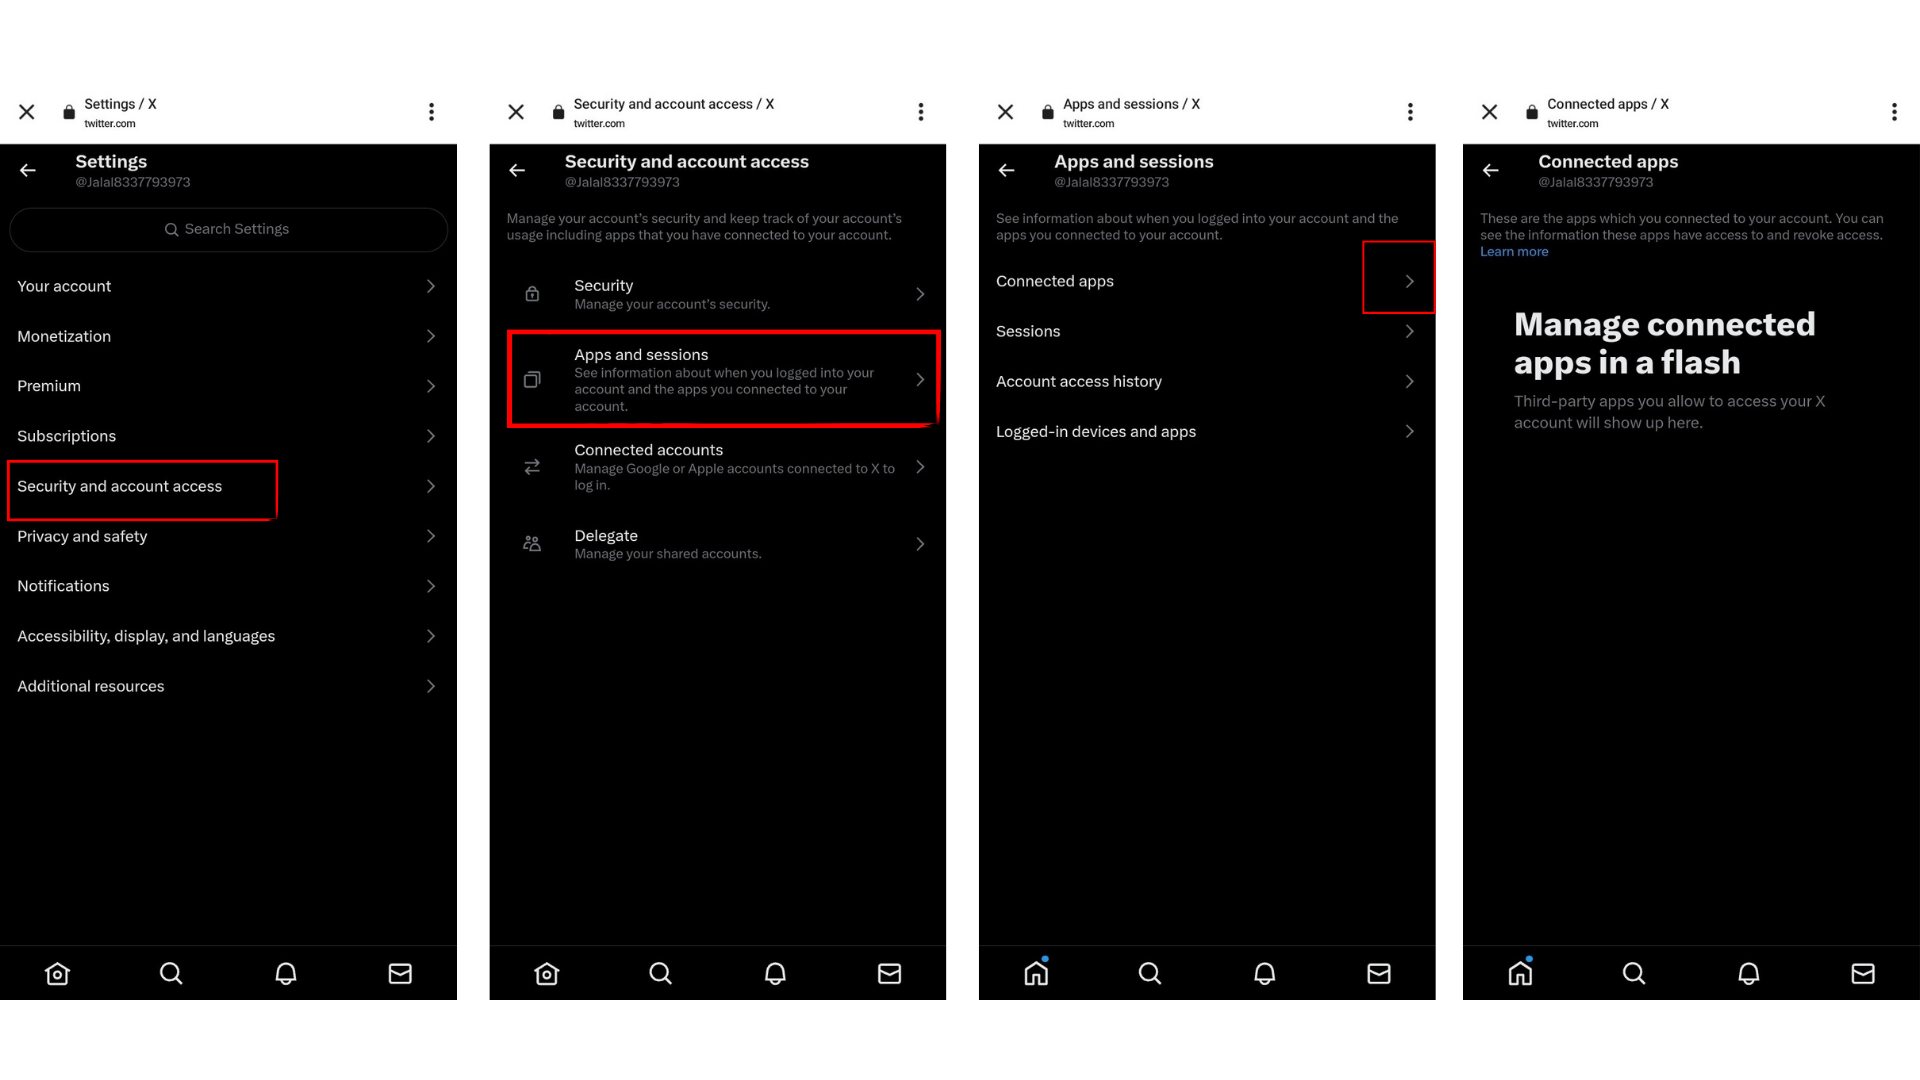 Settings / X
twitter.com
Settings
@Jalal8337793973
Search Settings
Your account
Monetization
Premium
Subscriptions
Security and account access
Privacy and safety
Notifications
Accessibility, display, and languages
Additional resources
Security and account access / X
twitter.com
Security and account access
@Jalal8337793973
Manage your account's security and keep track of your account's
usage including apps that you have connected to your account.
Security
Manage your account's security.
Apps and sessions
See information about when you logged into your
account and the apps you connected to your
account.
Connected accounts
Manage Google or Apple accounts connected to X to
log in.
Delegate
Manage your shared accounts.
Apps and sessions / X
twitter.com
Apps and sessions
@Jalal8337793973
See information about when you logged into your account and the
apps you connected to your account.
Connected apps
Sessions
Account access history
Logged-in devices and apps
Connected apps / X
twitter.com
Connected apps
@Jalal8337793973
These are the apps which you connected to your account. You can
see the information these apps have access to and revoke access.
Learn more
Manage connected
apps in a flash
Third-party apps you allow to access your X
account will show up here.